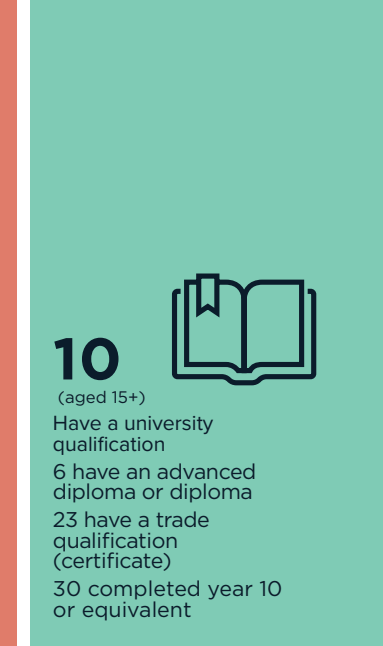 10
(aged 15+)
Have a university
qualification
6 have an advanced
diploma or diploma
23 have a trade
qualification
(certificate)
30 completed year 10
or equivalent